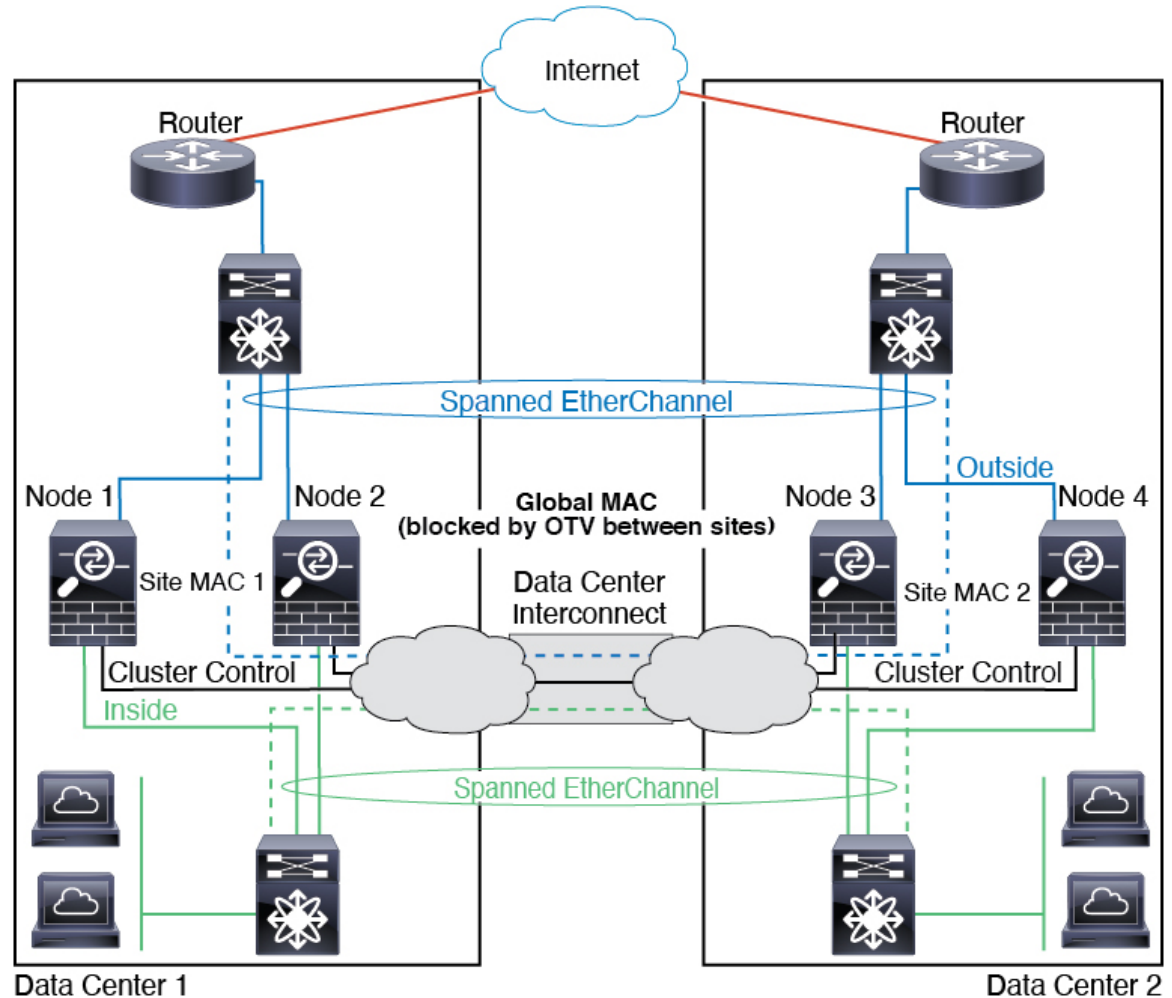 Internet
Router
Router
Spanned EtherChannel
Outside
Node 1
Node 2
Global MAC
(blocked by OTV between sites)
Node 3
Node 4
Site MAC 1
Data Center
Interconnect
Site MAC 2
Cluster Control
Cluster Control
Inside
Spanned EtherChannel
Data Center 1
Data Center 2